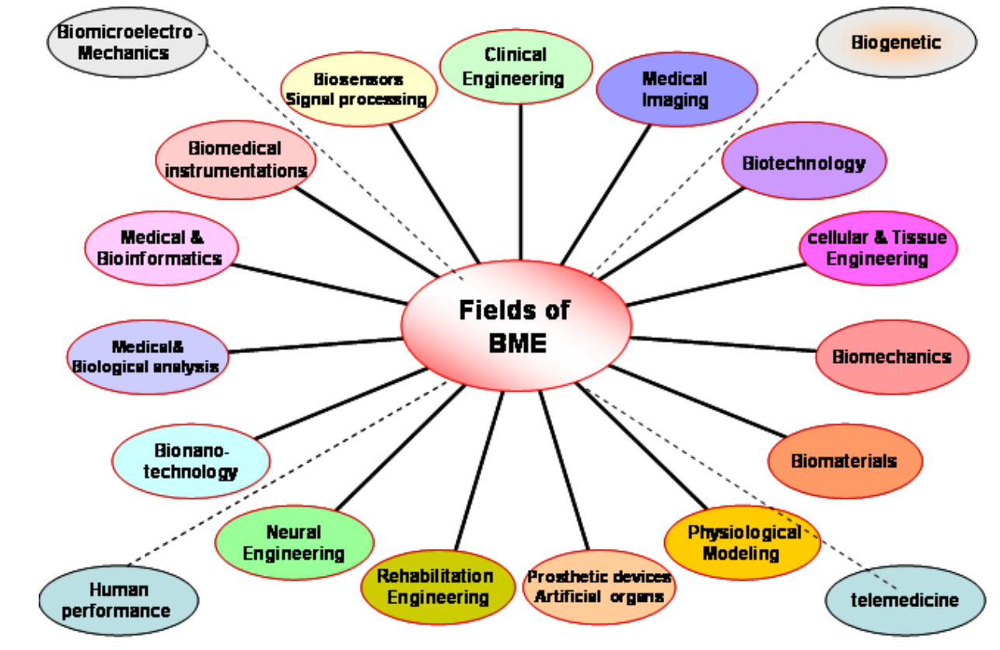 Biomicroelectro -
Mechanics
Biosensors
Signal processing
Clinical
Engineering
Medical
Imaging
Biogenetic
Biomedical
instrumentations
Biotechnology
Medical &
Bioinformatics
cellular & Tissue
Engineering
Fields of
BME
Medical&
Biological analysis
Biomechanics
Bionano-
technology
Biomaterials
Neural
Engineering
Physiological
Modeling
Rehabilitation
Engineering
Prosthetic devices
Artificial organs
Human
performance
telemedicine